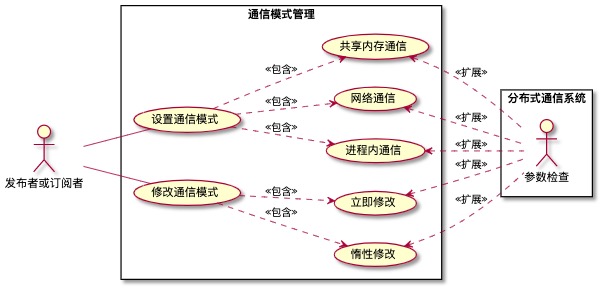 通信模式管理
共享内存通信
«包含»
«扩展»
网络通信
«包含»
分布式通信系统
设置通信模式
«扩展»
«包含»
进程内通信
«扩展»
发布者或订阅者
参数检查
«扩展»
修改通信模式
«包含»
立即修改
«扩展»
«包含»
惰性修改